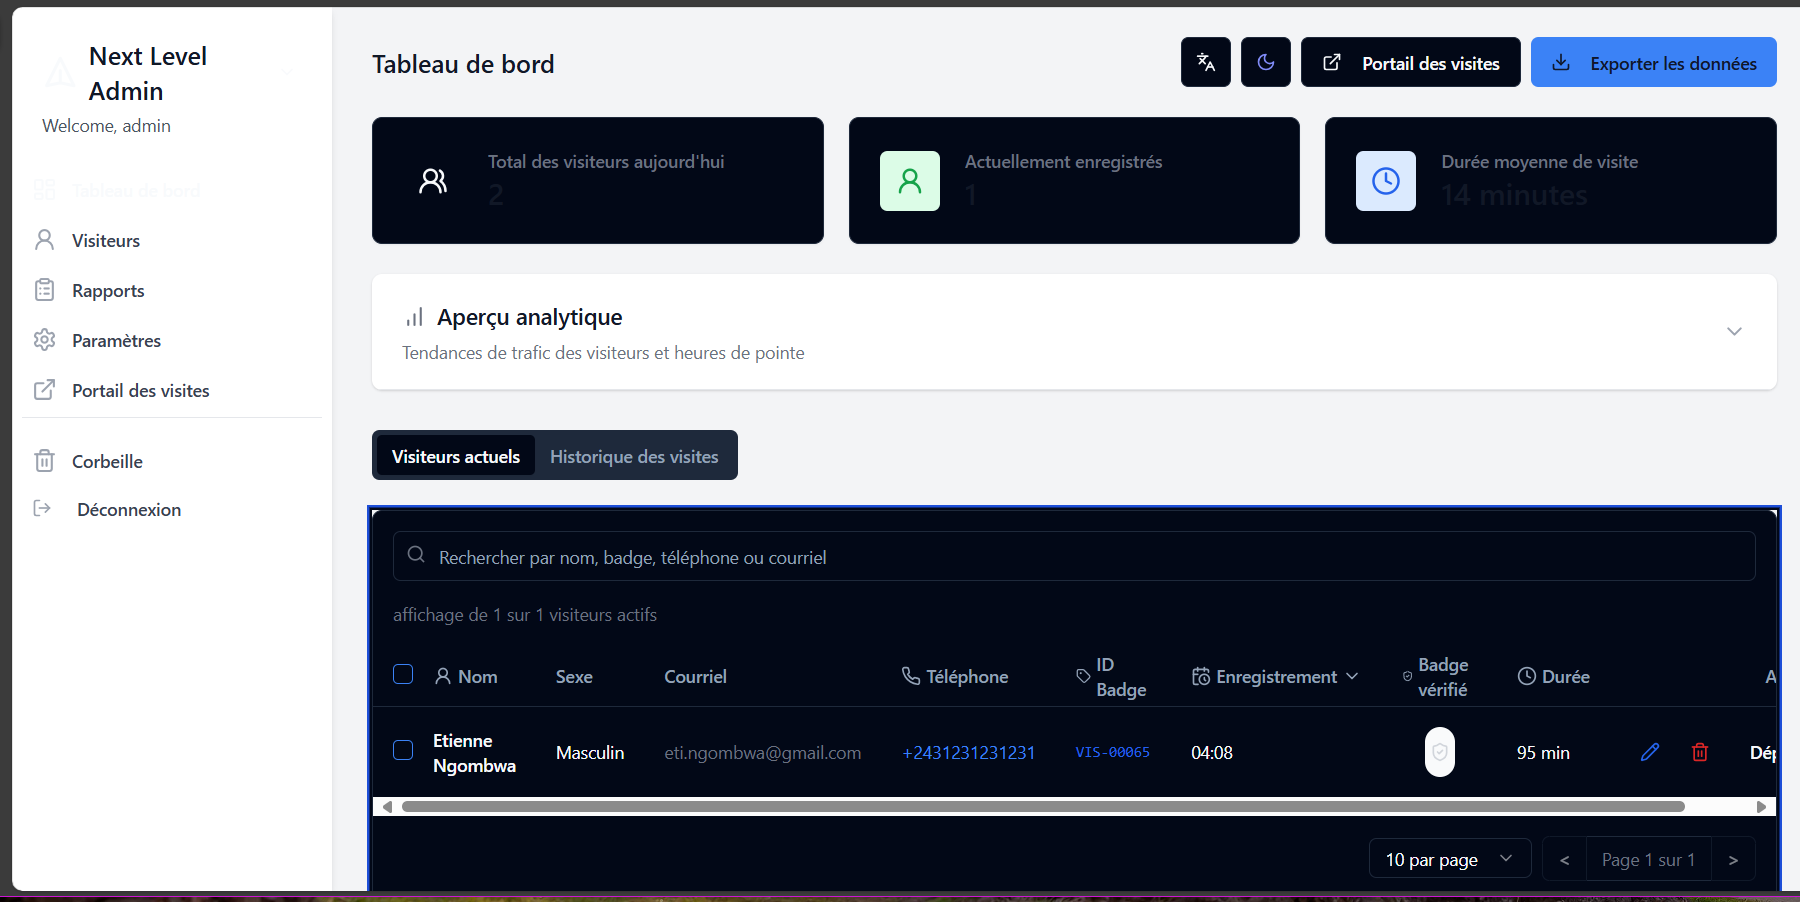 Next Level
Admin
Welcome, admin
Tableau de bord
Visiteurs
Rapports
Paramètres
Portail des visites
Corbeille
Déconnexion
Tableau de bord
Portail des visites
Exporter les données
Total des visiteurs aujourd'hui
2
Actuellement enregistrés
1
Durée moyenne de visite
14 minutes
Aperçu analytique
Tendances de trafic des visiteurs et heures de pointe
Visiteurs actuels
Historique des visites
Rechercher par nom, badge, téléphone ou courriel
affichage de 1 sur 1 visiteurs actifs
Nom
Sexe
Courriel
Téléphone
ID
Badge
Enregistrement
Badge
vérifié
Durée
A
Etienne
Ngombwa
Masculin
eti.ngombwa@gmail.com
+2431231231231
VIS-00065
04:08
95 min
Dép
10 par page
<
Page 1 sur 1
>